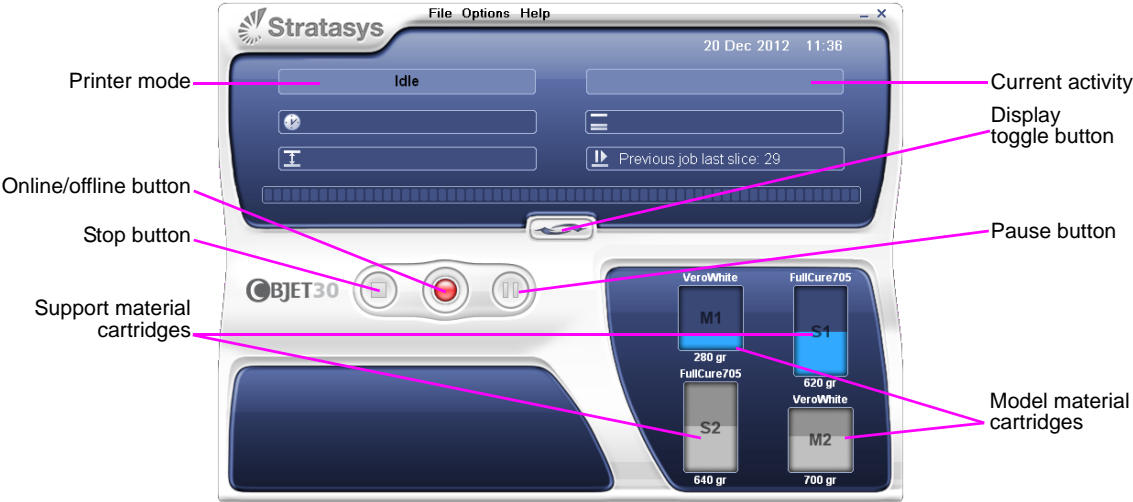 File Options Help
Stratasys
20 Dec 2012 11:36
Printer mode
Idle
Current activity
Display
toggle button
Previous job last slice: 29
Online/offline button
Stop button
Pause button
OBJET30
VeroWhite
FullCure705
M1
S1
Support material
cartridges
280 gr
FullCure705
620 gr
VeroWhite
Model material
cartridges
S2
M2
640 gr
700 gr